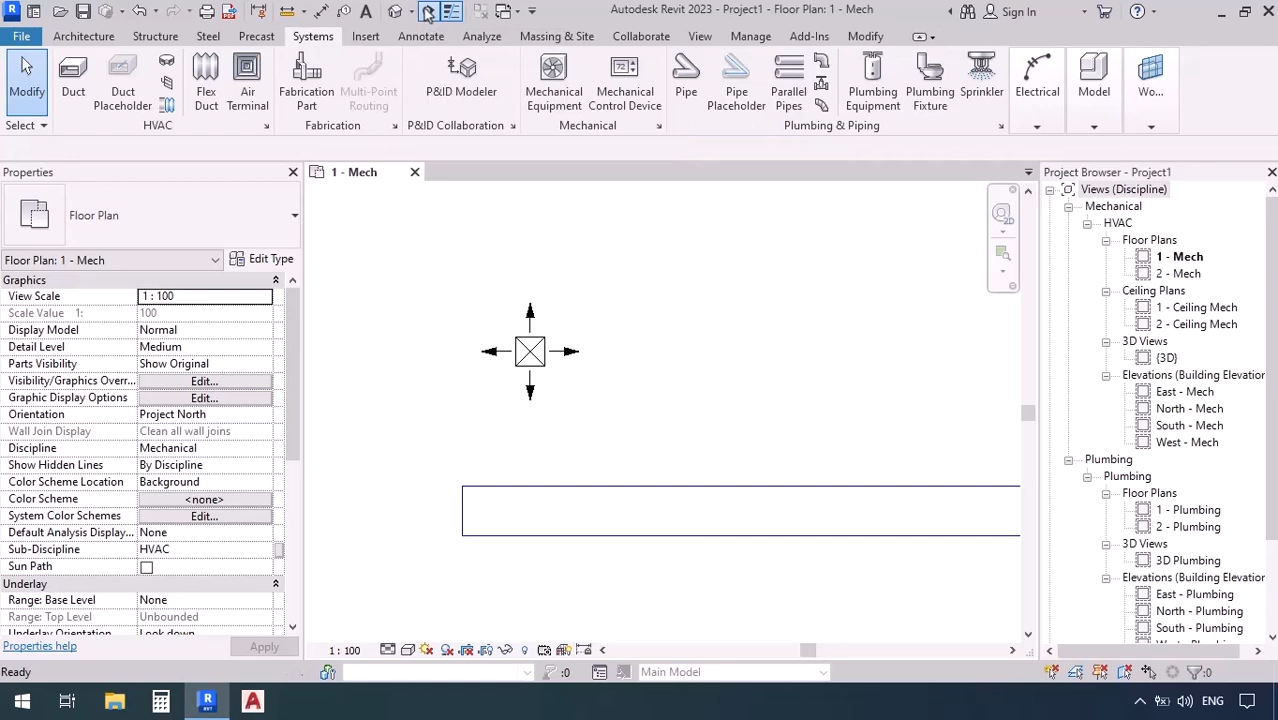 Autodesk Revit 2023 - Project1 - Floor Plan: 1 - Mech
Sign In
File Architecture Structure Steel Precast Systems Insert Annotate Analyze Massing & Site Collaborate View Manage Add-Ins Modify
Modify
Duct
Duct Placeholder
Flex Duct
Air Terminal
Fabrication Part
Multi-Point Routing
P&ID Modeler
Mechanical Equipment
Mechanical Control Device
Pipe
Pipe Placeholder
Parallel Pipes
Plumbing Equipment
Plumbing Fixture
Sprinkler
Electrical
Model
Wo...
Select
HVAC
Fabrication
P&ID Collaboration
Mechanical
Plumbing & Piping
Properties
Floor Plan
Floor Plan: 1 - Mech
Edit Type
Graphics
View Scale 1 : 100
Scale Value 1: 100
Display Model Normal
Detail Level Medium
Parts Visibility Show Original
Visibility/Graphics Overr... Edit...
Graphic Display Options Edit...
Orientation Project North
Wall Join Display Clean all wall joins
Discipline Mechanical
Show Hidden Lines By Discipline
Color Scheme Location Background
Color Scheme <none>
System Color Schemes Edit...
Default Analysis Display... None
Sub-Discipline HVAC
Sun Path
Underlay
Range: Base Level None
Range: Top Level Unbounded
Underlay Orientation Look down
Properties help
Apply
1 - Mech
1 : 100
Project Browser - Project1
Views (Discipline)
Mechanical
HVAC
Floor Plans
1 - Mech
2 - Mech
Ceiling Plans
1 - Ceiling Mech
2 - Ceiling Mech
3D Views
{3D}
Elevations (Building Elevation
East - Mech
North - Mech
South - Mech
West - Mech
Plumbing
Plumbing
Floor Plans
1 - Plumbing
2 - Plumbing
3D Views
3D Plumbing
Elevations (Building Elevation
East - Plumbing
North - Plumbing
South - Plumbing
Ready
:0
Main Model
:0
ENG